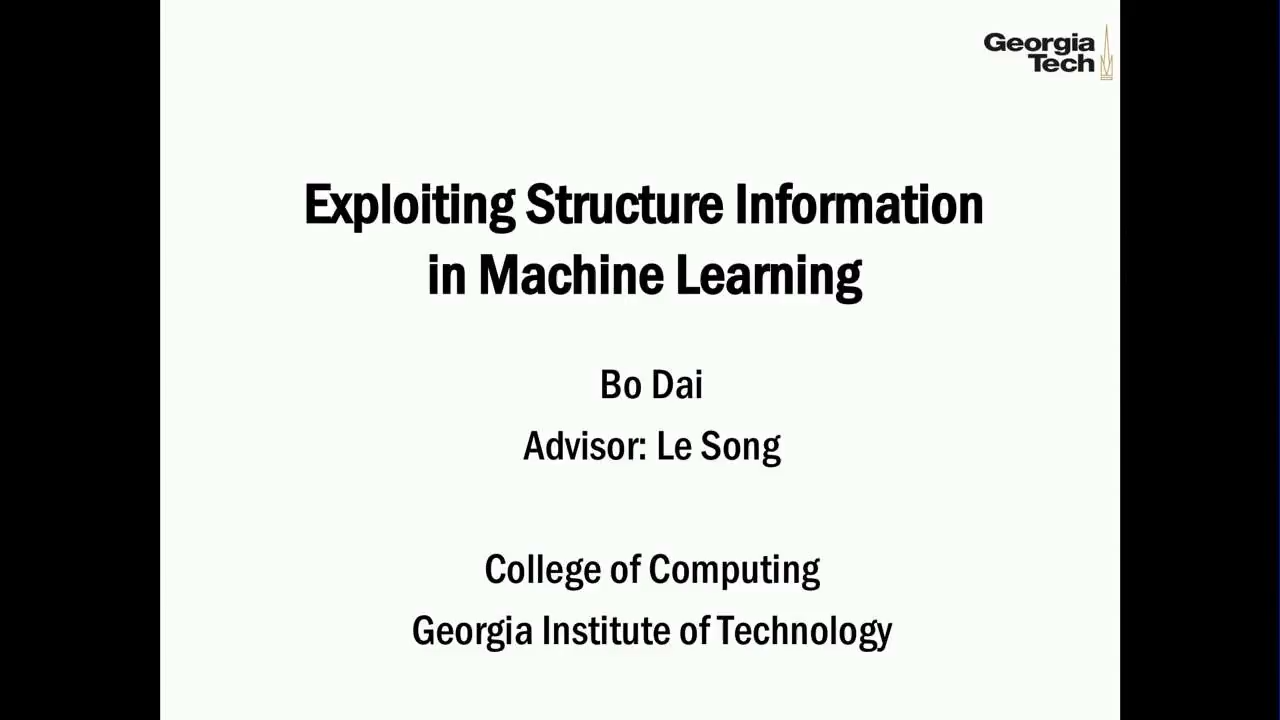 Georgia
Tech
Exploiting Structure Information
in Machine Learning
Bo Dai
Advisor: Le Song
College of Computing
Georgia Institute of Technology